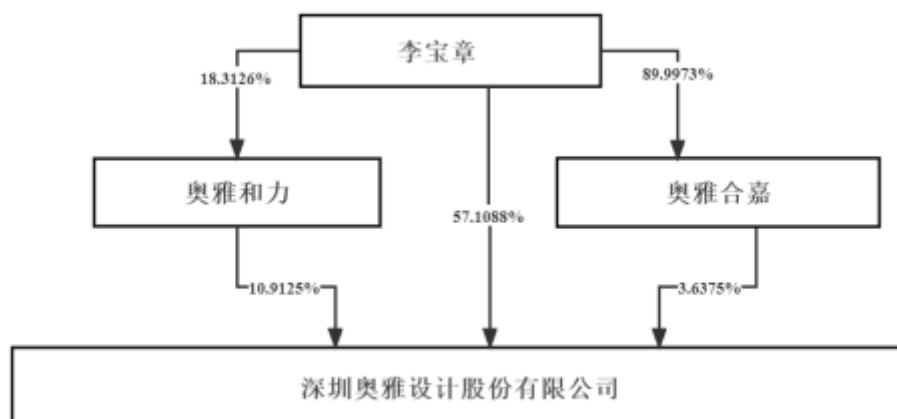 李宝章
18.3126%
89.9973%
奥雅和力
奥雅合嘉
57.1088%
10.9125%
3.6375%
深圳奥雅设计股份有限公司